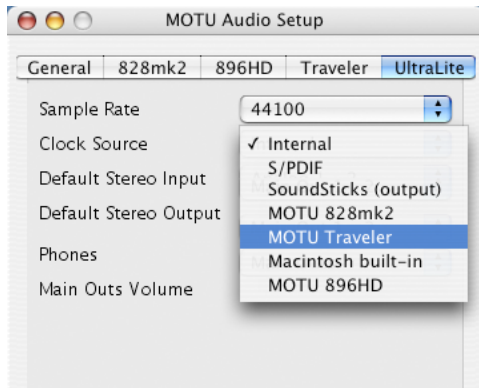 MOTU Audio Setup
General 828mk2 896HD Traveler UltraLite
Sample Rate 44100
Clock Source ✓ Internal
S/PDIF
Default Stereo Input SoundSticks (output)
Default Stereo Output MOTU 828mk2
MOTU Traveler
Phones Macintosh built-in
Main Outs Volume MOTU 896HD